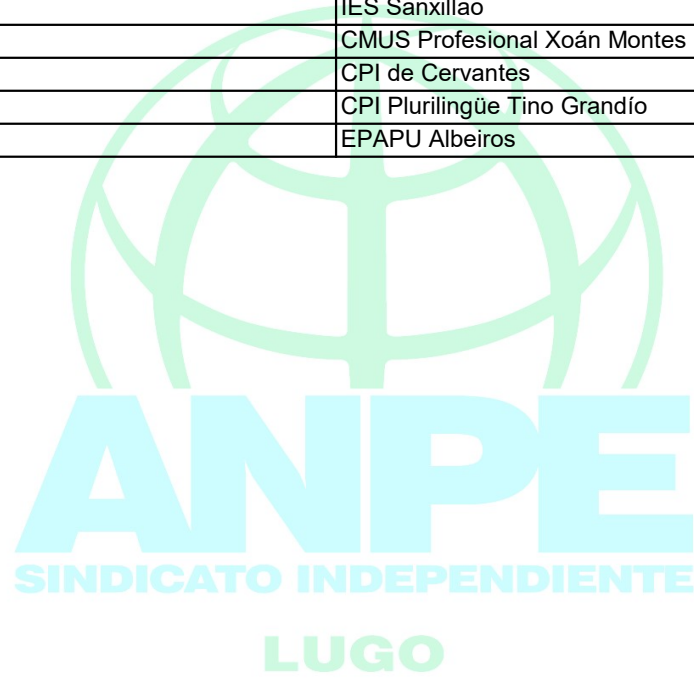 IES Sanxillao
CMUS Profesional Xoán Montes
CPI de Cervantes
CPI Plurilingüe Tino Grandío
EPAPU Albeiros
ANPE
SINDICATO INDEPENDIENTE
LUGO